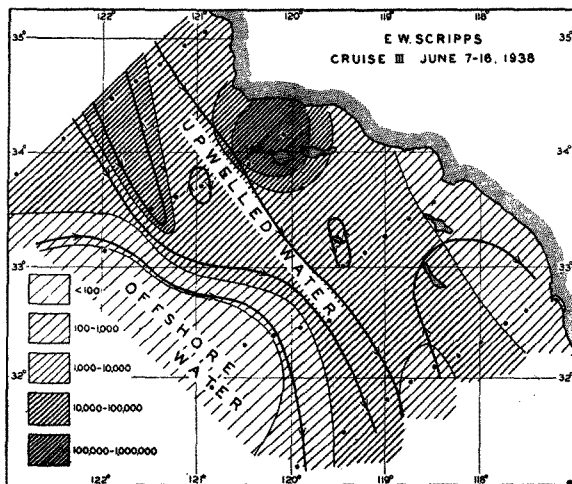 E.W. SCRIPPS
CRUISE III JUNE 7-16, 1938
122° 121° 120° 119° 118°
35° 35°
34° 34°
33° 33°
32° 32°
UPWELLED WATER
OFFSHORE
WATER
<100
100-1,000
1,000-10,000
10,000-100,000
100,000-1,000,000
122° 121° 120° 119° 118°